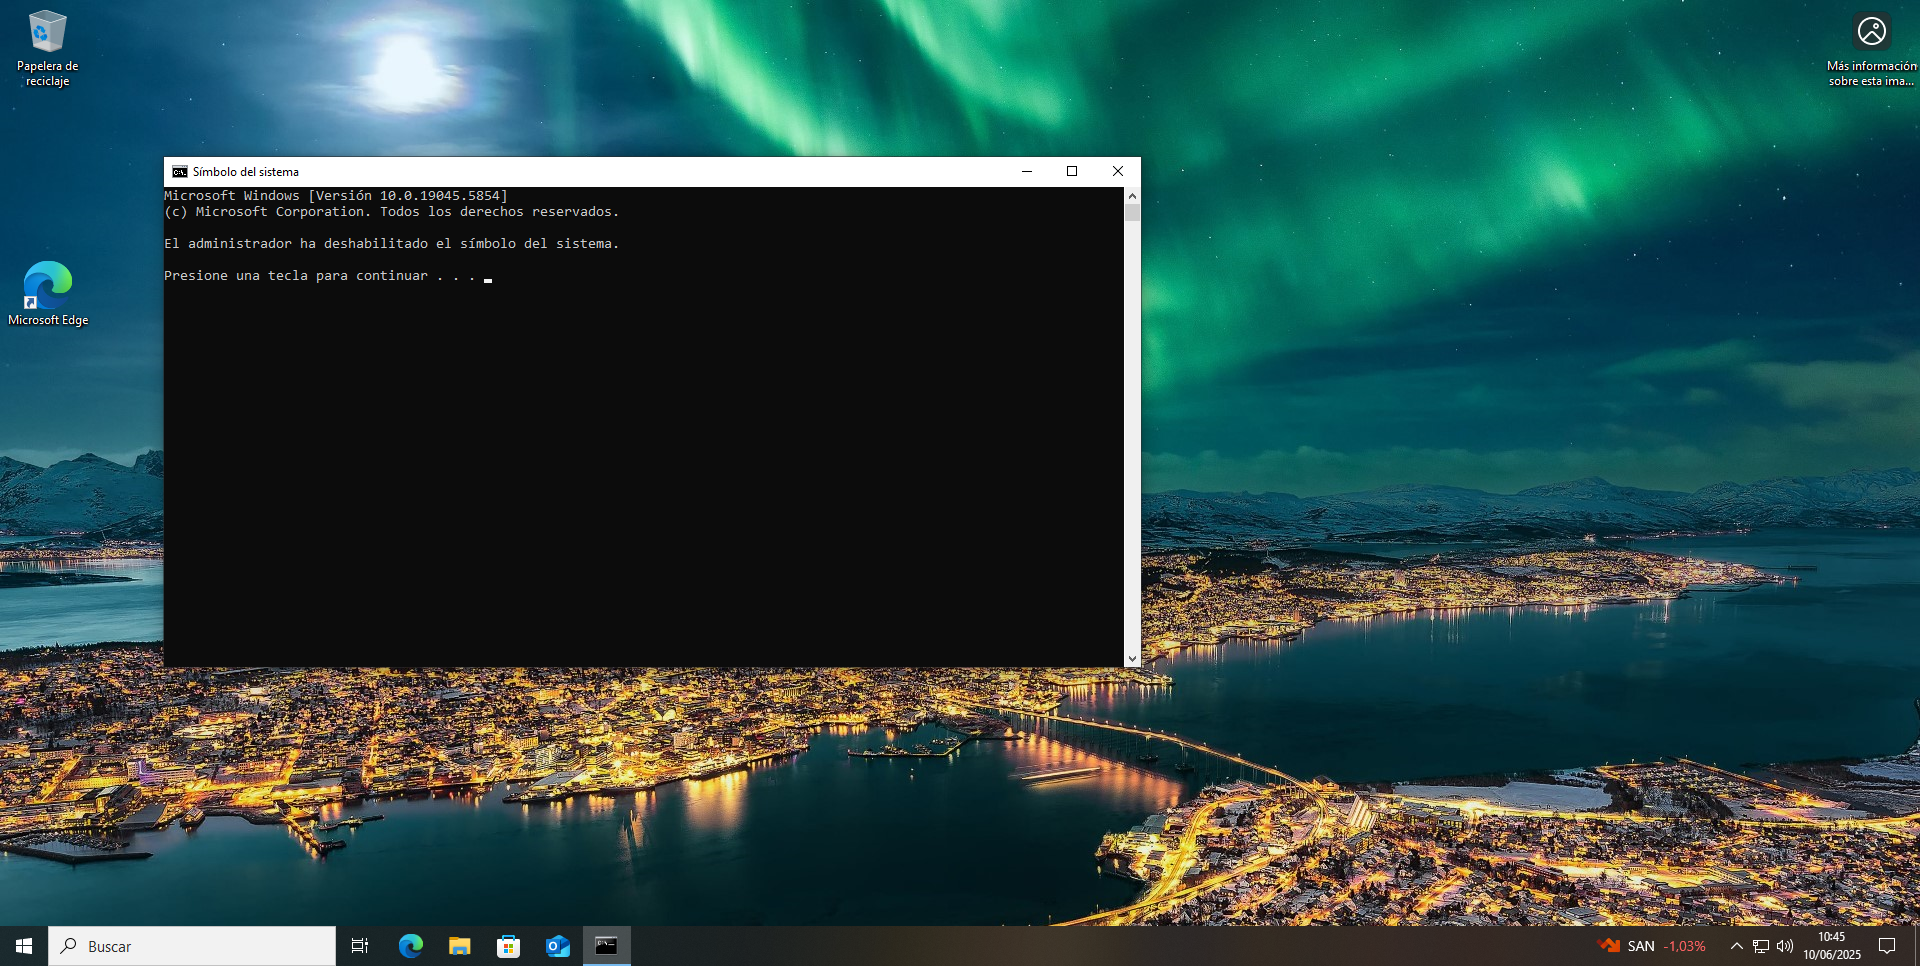 Papelera de
reciclaje
Más información
sobre esta ima...
Microsoft Edge
Símbolo del sistema
Microsoft Windows [Versión 10.0.19045.5854]
(c) Microsoft Corporation. Todos los derechos reservados.
El administrador ha deshabilitado el símbolo del sistema.
Presione una tecla para continuar . . .
Buscar
SAN -1,03%
10:45
10/06/2025